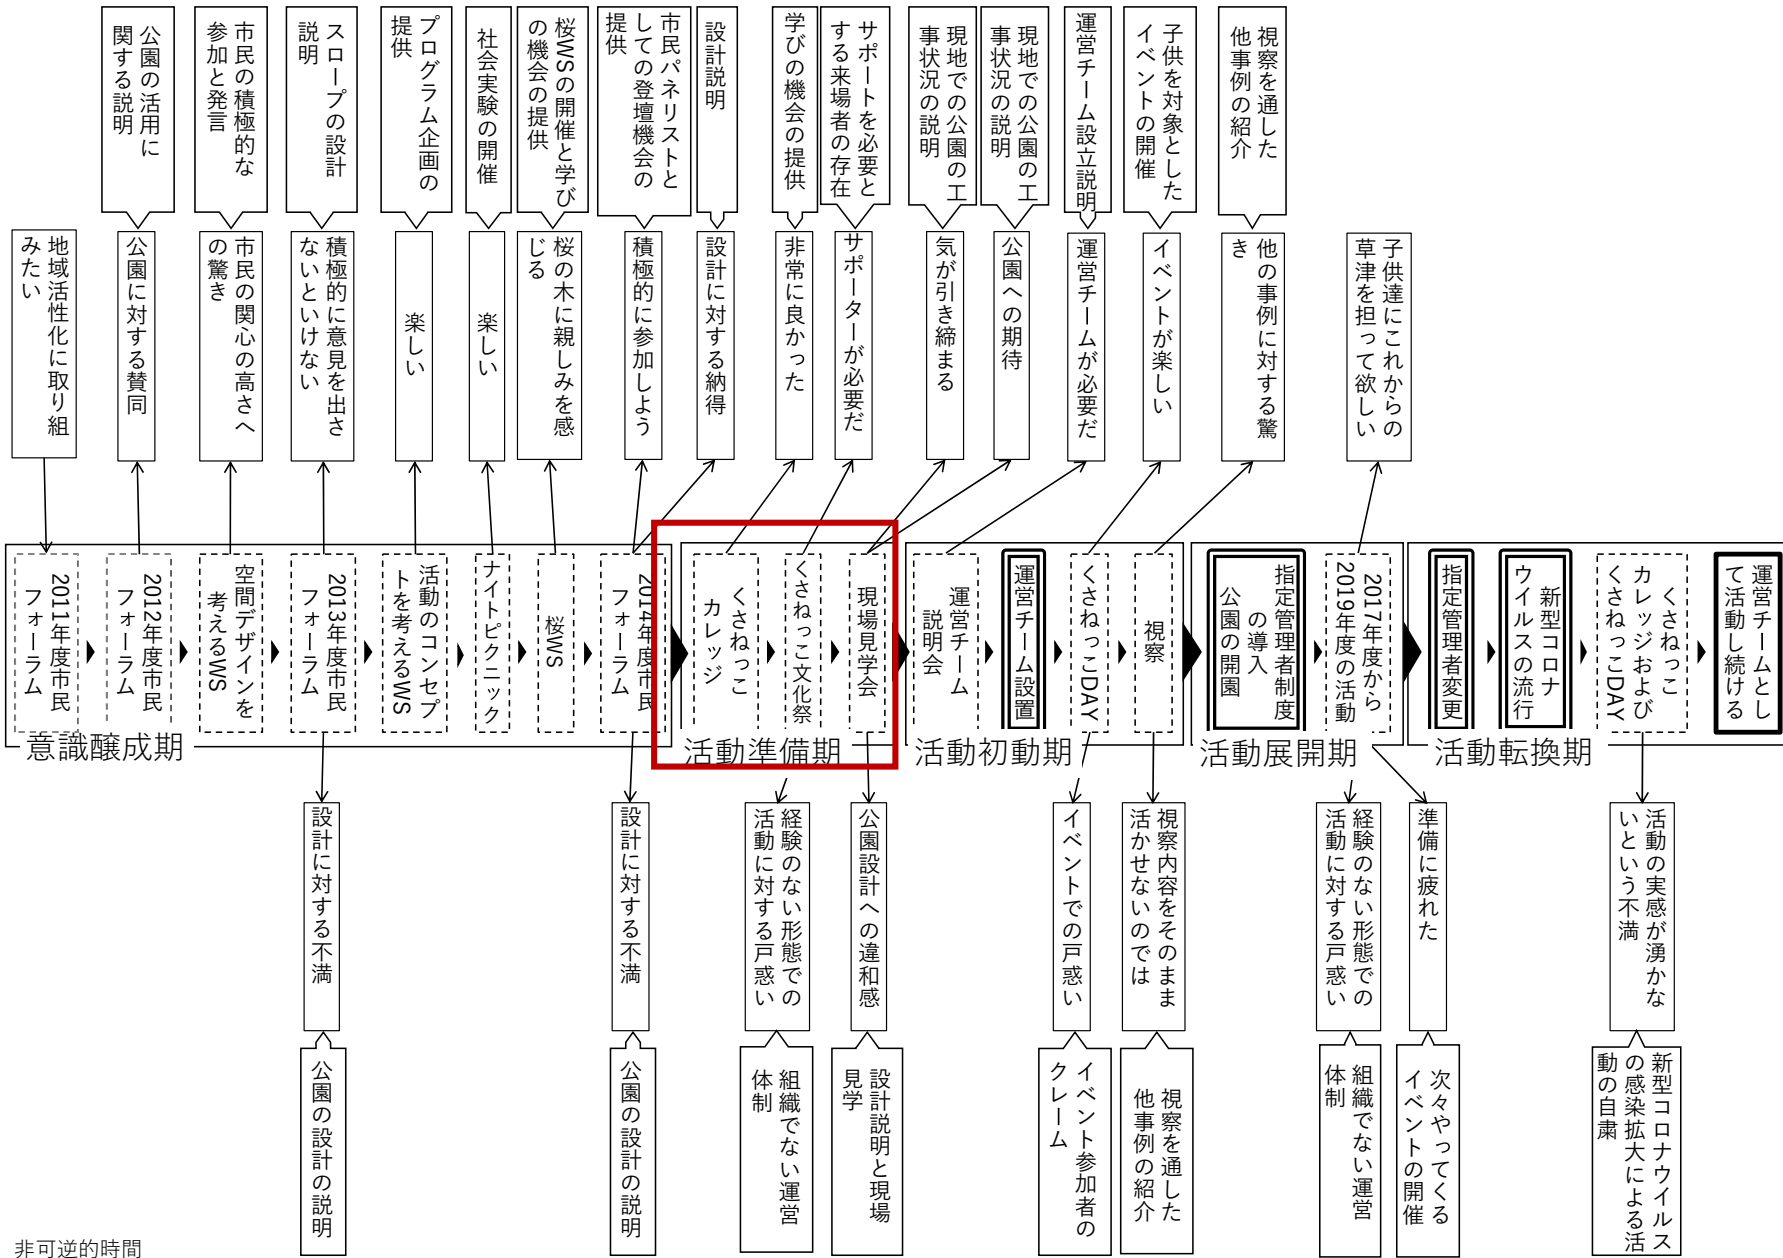 公園の活用に
関する説明
市民の積極的な
参加と発言
スロープの設計
説明
プログラム企画の
提供
社会実験の開催
桜WSの開催と学び
の機会の提供
市民パネリストと
しての登壇機会の
提供
設計説明
学びの機会の提供
サポートを必要と
する来場者の存在
現地での公園の工
事状況の説明
現地での公園の工
事状況の説明
運営チーム設立説明
子供を対象とした
イベントの開催
視察を通した
他事例の紹介
地域活性化に取り組
みたい
公園に対する賛同
市民の関心の高さへ
の驚き
積極的に意見を出さ
ないといけない
楽しい
楽しい
桜の木に親しみを感
じる
積極的に参加しよう
設計に対する納得
非常に良かった
サポーターが必要だ
気が引き締まる
公園への期待
運営チームが必要だ
イベントが楽しい
他の事例に対する驚
き
子供達にこれからの
草津を担って欲しい
2011年度市民
フォーラム
2012年度市民
フォーラム
空間デザインを
考えるWS
2013年度市民
フォーラム
活動のコンセプ
トを考えるWS
ナイトピクニック
桜WS
2014年度市民
フォーラム
意識醸成期
くさねっこ
カレッジ
くさねっこ文化祭
現場見学会
活動準備期
運営チーム
説明会
運営チーム設置
くさねっこDAY
視察
活動初動期
指定管理者制度
の導入
公園の開園
2017年度から
2019年度の活動
活動展開期
指定管理者変更
新型コロナ
ウイルスの流行
くさねっこ
カレッジおよび
くさねっこDAY
運営チームとし
て活動し続ける
活動転換期
設計に対する不満
設計に対する不満
経験のない形態での
活動に対する戸惑い
公園設計への違和感
イベントでの戸惑い
視察内容をそのまま
活かせないのでは
経験のない形態での
活動に対する戸惑い
準備に疲れた
活動の実感が湧かな
いという不満
公園の設計の説明
公園の設計の説明
組織でない運営
体制
設計説明と現場
見学
イベント参加者の
クレーム
視察を通した
他事例の紹介
組織でない運営
体制
次々やってくる
イベントの開催
新型コロナウイルス
の感染拡大による活
動の自粛
非可逆的時間